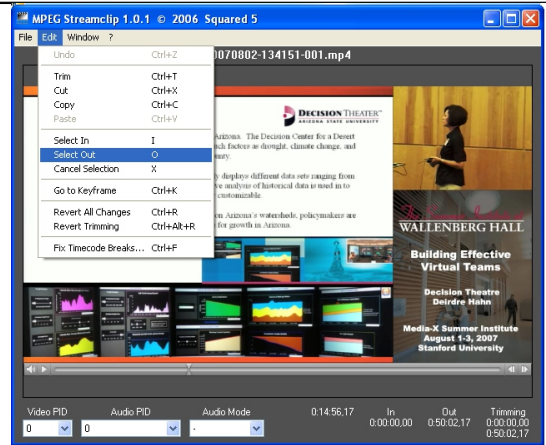 MPEG Streamclip 1.0.1 © 2006 Squared 5
File Edit Window ?
0070802-134151-001.mp4
Undo Ctrl+Z
Trim Ctrl+T
Cut Ctrl+X
Copy Ctrl+C
Paste Ctrl+V
Select In I
Select Out O
Cancel Selection X
Go to Keyframe Ctrl+K
Revert All Changes Ctrl+R
Revert Trimming Ctrl+Alt+R
Fix Timecode Breaks... Ctrl+F
DECISION THEATER
ARIZONA STATE UNIVERSITY
Arizona. The Decision Center for a Desert
such factors as drought, climate change, and
display different data sets ranging from
analysis of historical data is used in to
customizable.
on Arizona's watersheds, policymakers are
for growth in Arizona.
WALLENBERG HALL
Building Effective
Virtual Teams
Decision Theatre
Deirdre Hahn
Media-X Summer Institute
August 1-3, 2007
Stanford University
Video PID Audio PID Audio Mode 0:14:56,17 In Out Trimming
0 0 - 0:00:00,00 0:50:02,17 0:00:00,00
0:50:02,17